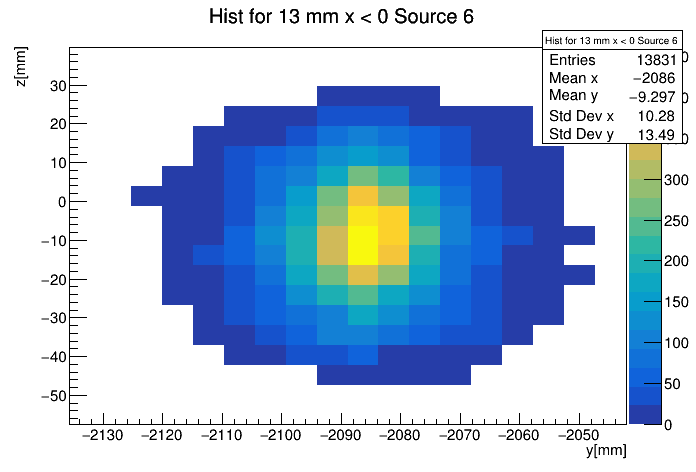 Hist for 13 mm x < 0 Source 6
z[mm]
Hist for 13 mm x < 0 Source 6
Entries 13831
Mean x −2086
Mean y −9.297
Std Dev x 10.28
Std Dev y 13.49
30
20
10
0
−10
−20
−30
−40
−50
−2130 −2120 −2110 −2100 −2090 −2080 −2070 −2060 −2050
y[mm]
300
250
200
150
100
50
0